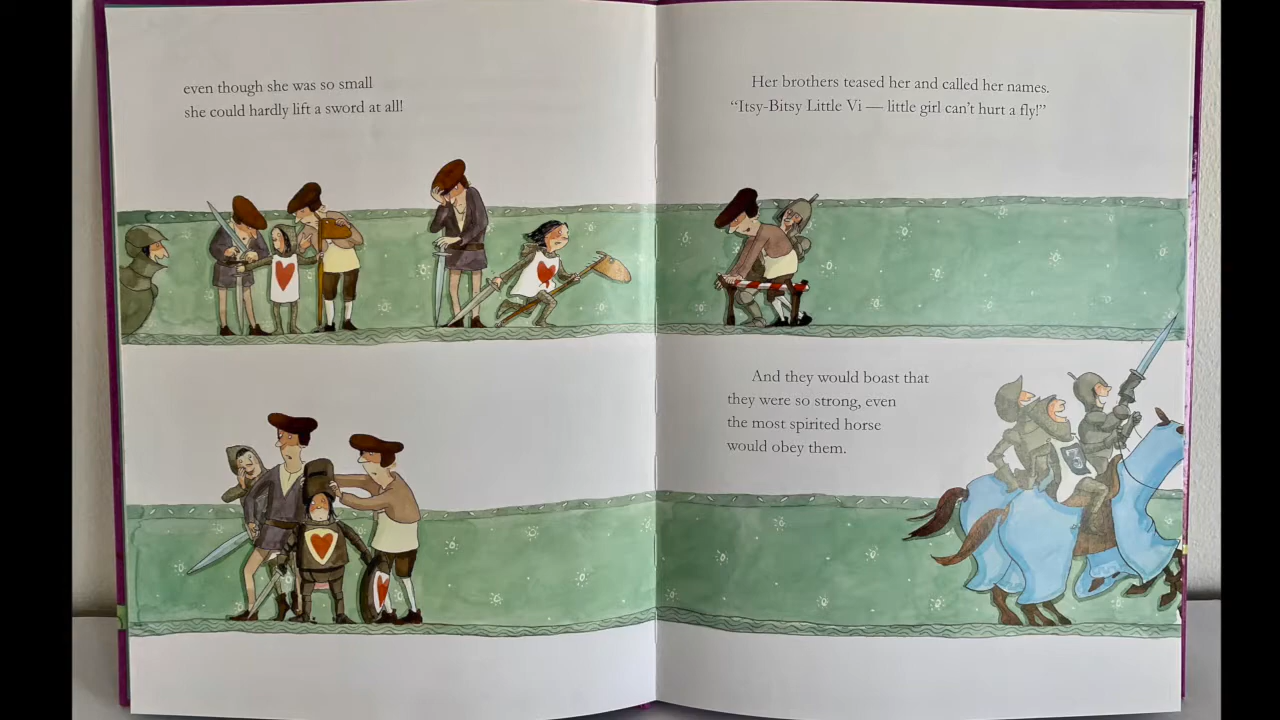 even though she was so small
she could hardly lift a sword at all!
Her brothers teased her and called her names.
“Itsy-Bitsy Little Vi — little girl can’t hurt a fly!”
And they would boast that
they were so strong, even
the most spirited horse
would obey them.